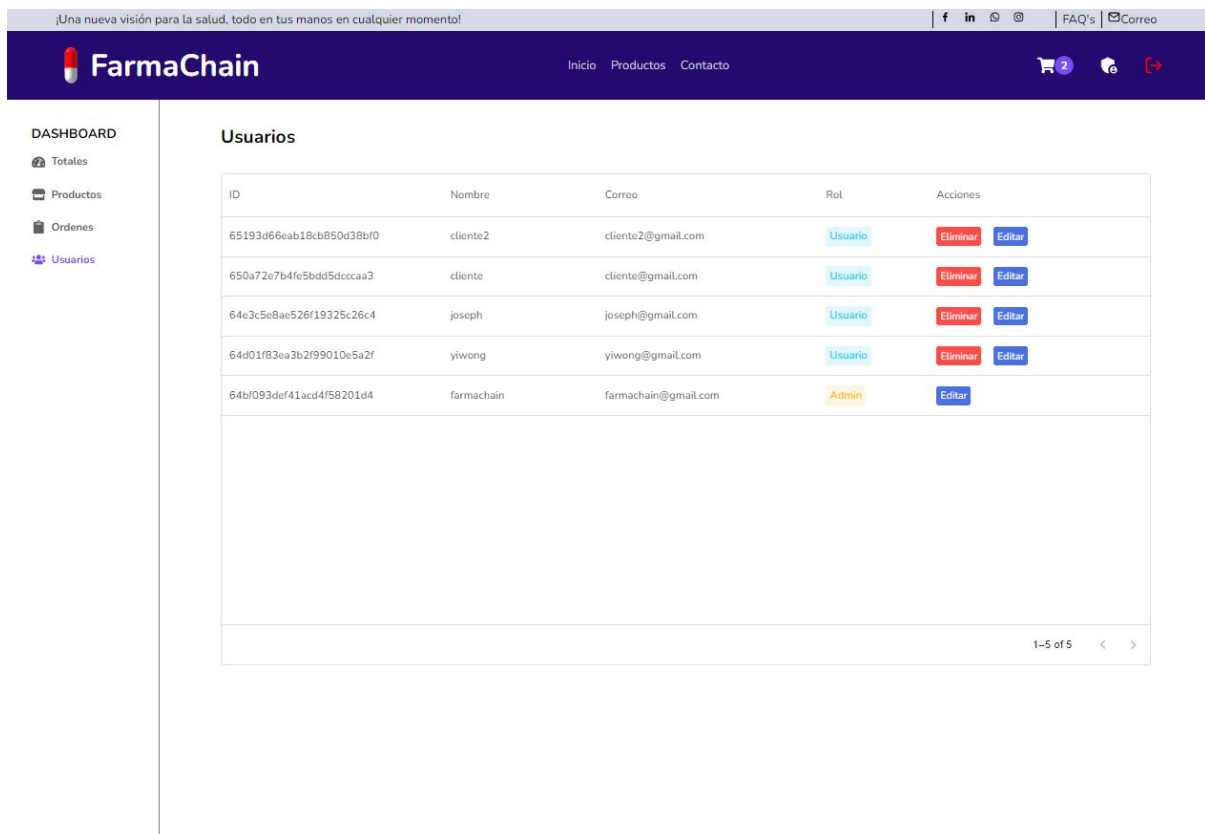 ¡Una nueva visión para la salud, todo en tus manos en cualquier momento! f in FAQ's Correo
FarmaChain Inicio Productos Contacto 2
DASHBOARD
Totales
Productos
Ordenes
Usuarios
Usuarios
ID Nombre Correo Rol Acciones
65193d66eab18cb850d38bf0 cliente2 cliente2@gmail.com Usuario Eliminar Editar
650a72e7b4fe5bdd5dcccaa3 cliente cliente@gmail.com Usuario Eliminar Editar
64e3c5e8ae526f19325c26c4 joseph joseph@gmail.com Usuario Eliminar Editar
64d01f83ea3b2f99010e5a2f yiwong yiwong@gmail.com Usuario Eliminar Editar
64bf093def41acd4f58201d4 farmachain farmachain@gmail.com Admin Editar
1–5 of 5